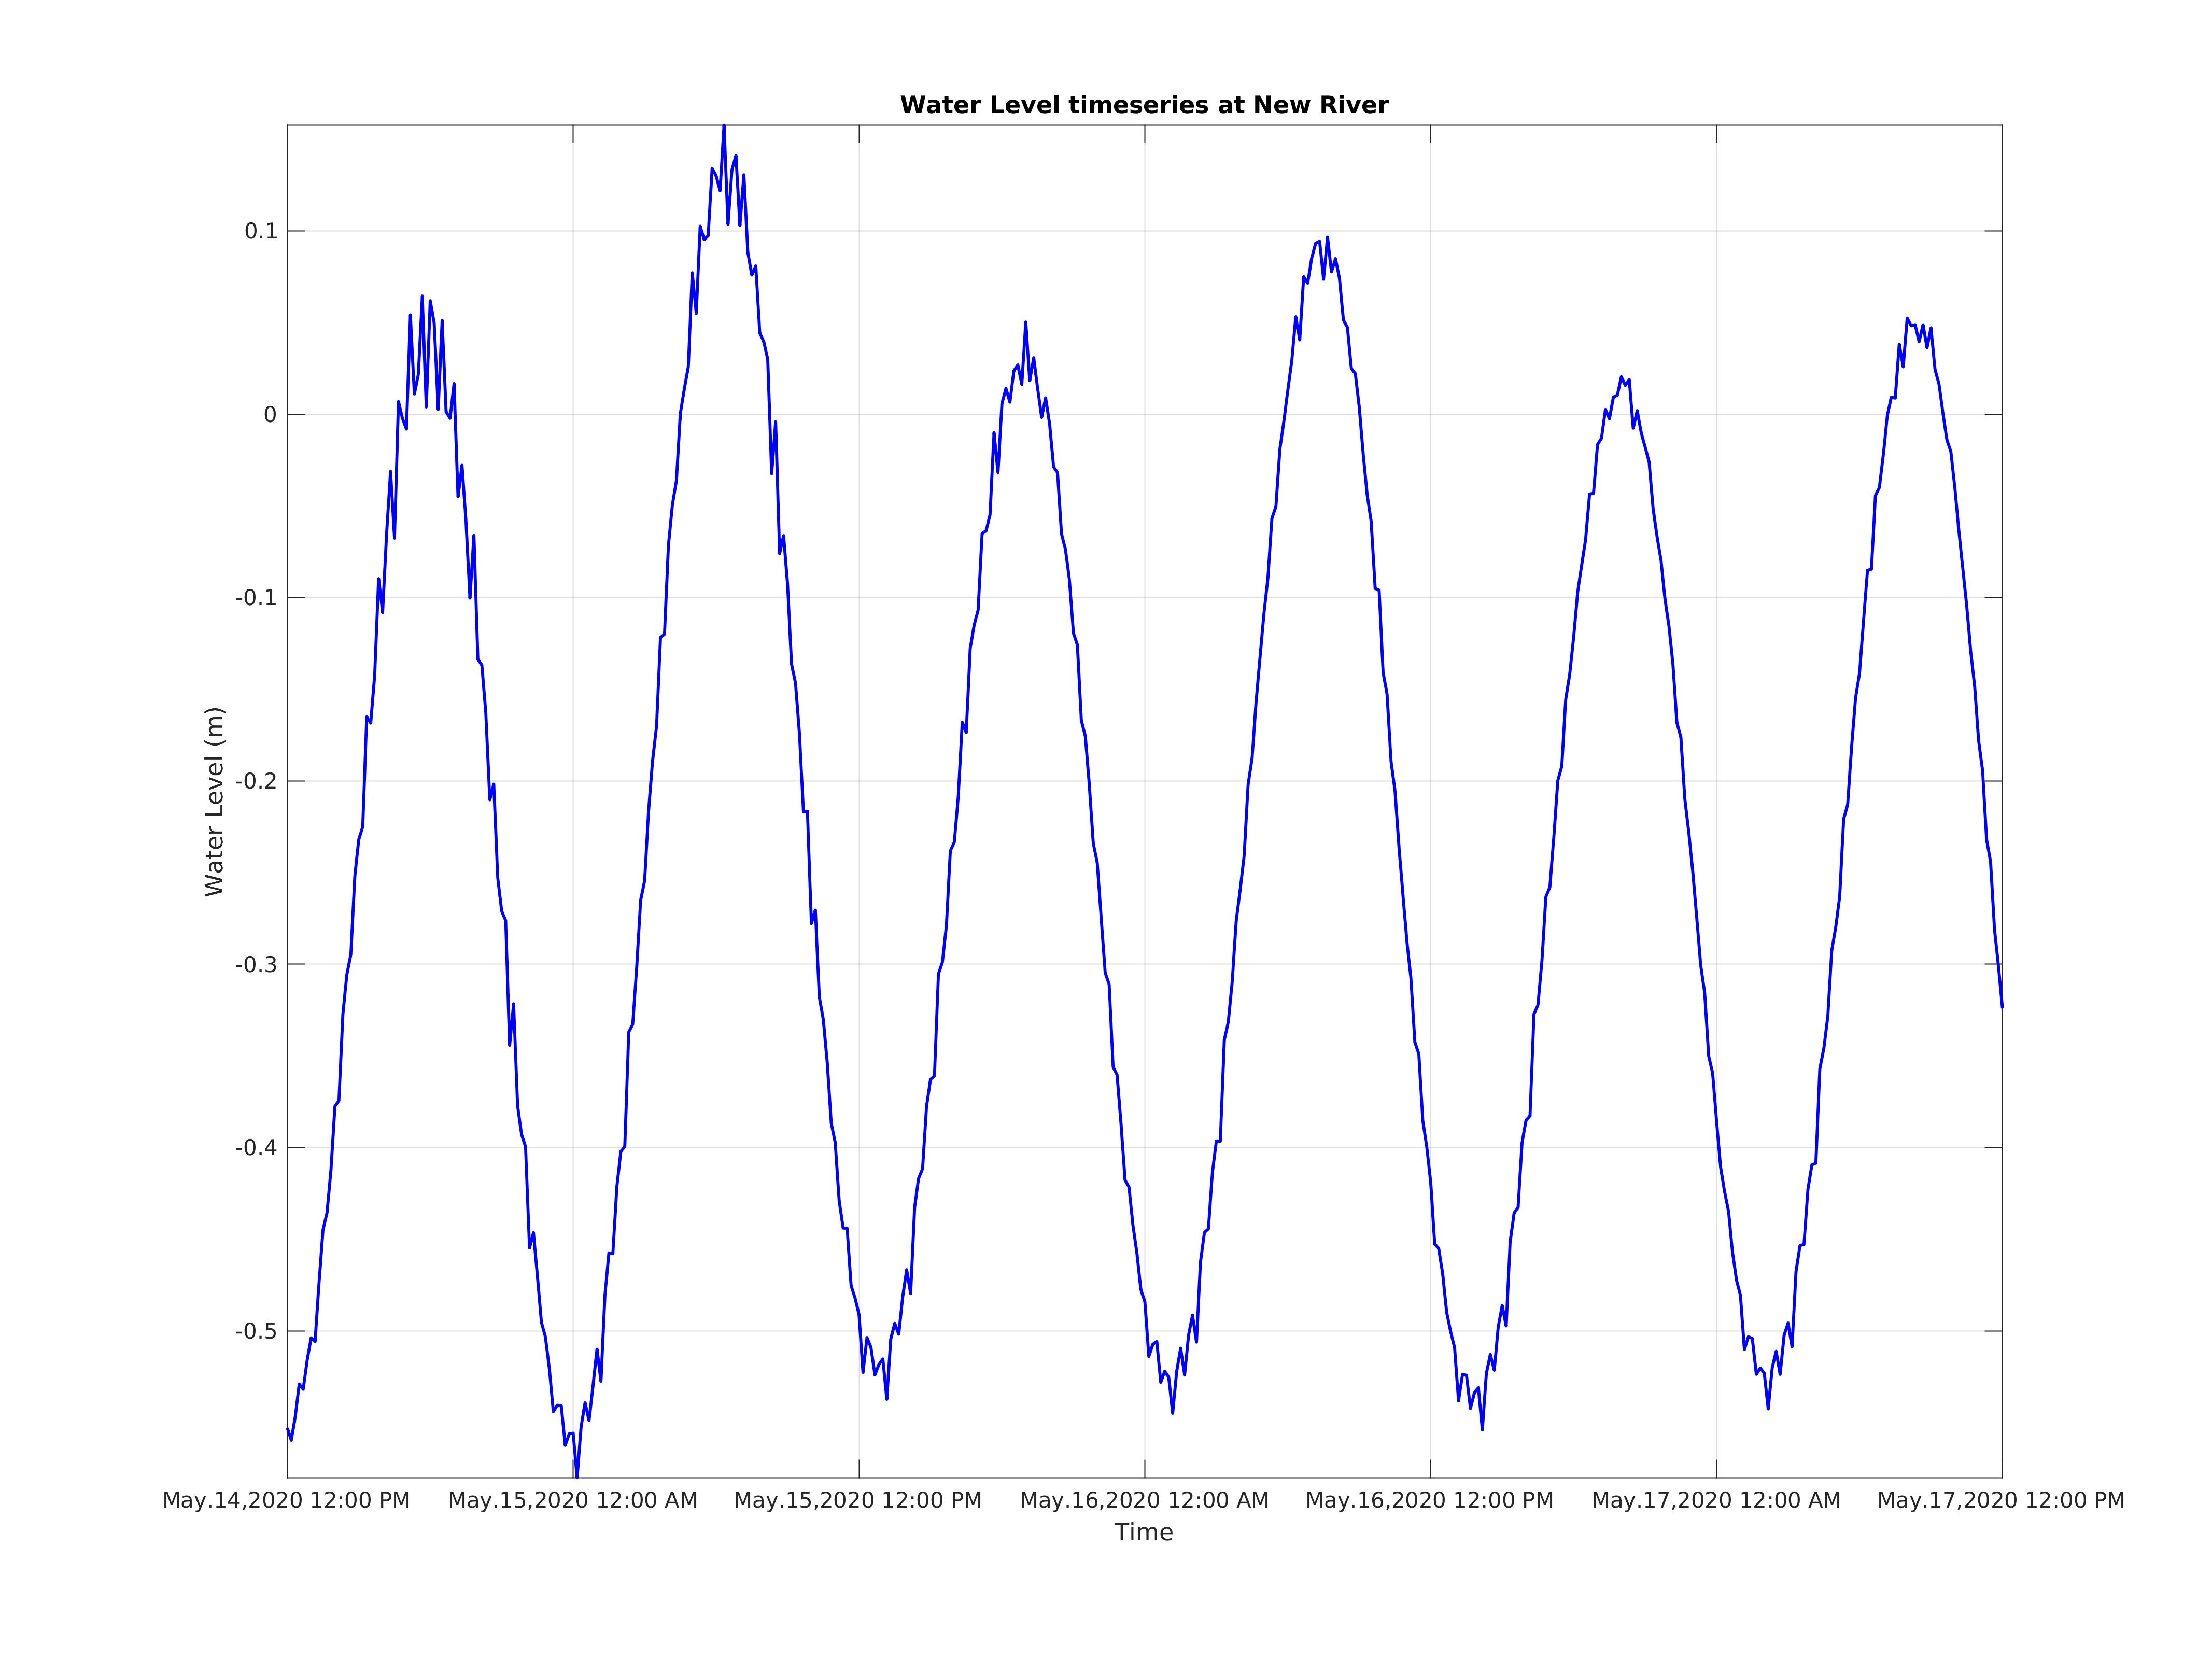 Water Level timeseries at New River
0.1
0
-0.1
-0.2
-0.3
-0.4
-0.5
Water Level (m)
May.14,2020 12:00 PM
May.15,2020 12:00 AM
May.15,2020 12:00 PM
May.16,2020 12:00 AM
May.16,2020 12:00 PM
May.17,2020 12:00 AM
May.17,2020 12:00 PM
Time